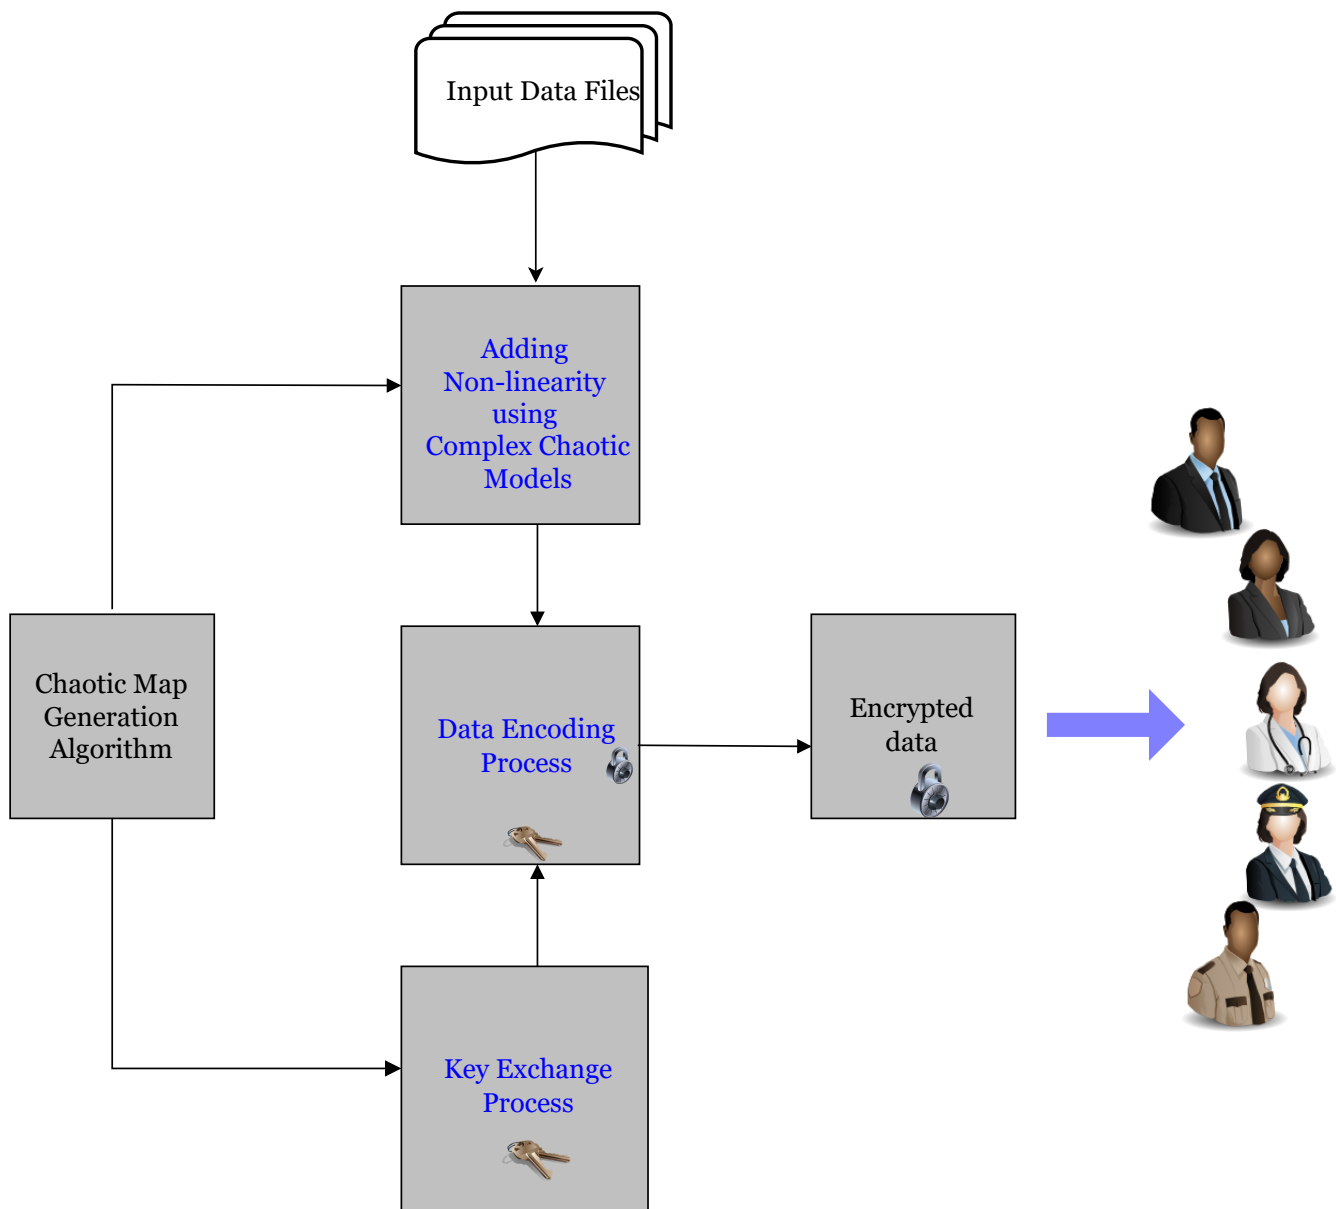 Input Data Files
Adding
Non-linearity
using
Complex Chaotic
Models
Chaotic Map
Generation
Algorithm
Data Encoding
Process
Encrypted
data
Key Exchange
Process